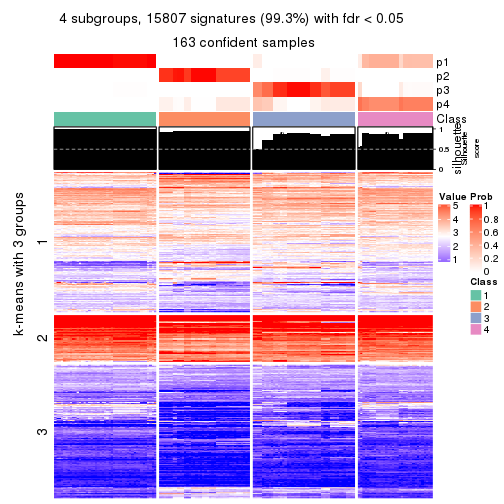 4 subgroups, 15807 signatures (99.3%) with fdr < 0.05
163 confident samples
p1
p2
p3
p4
Class
1
0.5
0
silhouette
Silhouette
score
k-means with 3 groups
1
2
3
Value
5
4
3
2
1
Prob
1
0.8
0.6
0.4
0.2
0
Class
1
2
3
4